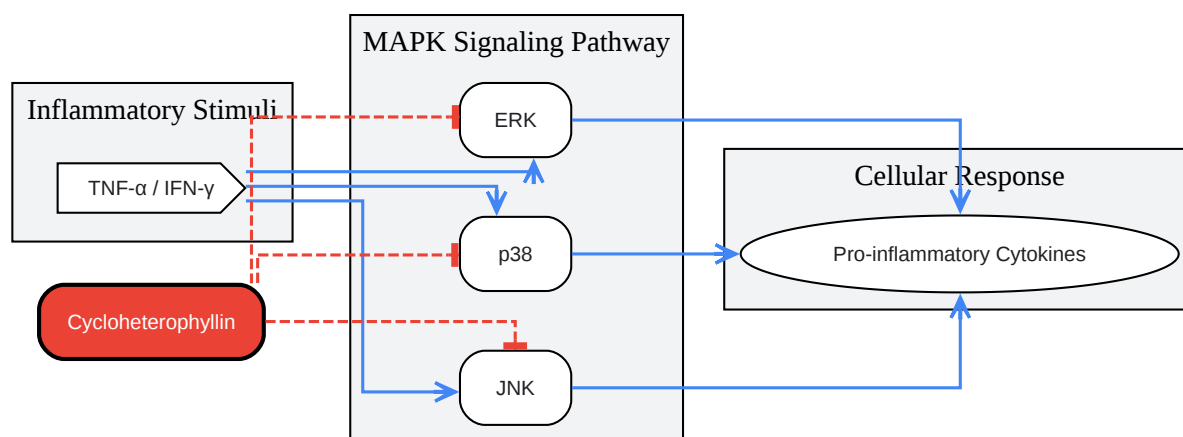 MAPK Signaling Pathway
Inflammatory Stimuli
ERK
TNF-α / IFN-γ
Cellular Response
p38
Pro-inflammatory Cytokines
Cycloheterophyllin
JNK